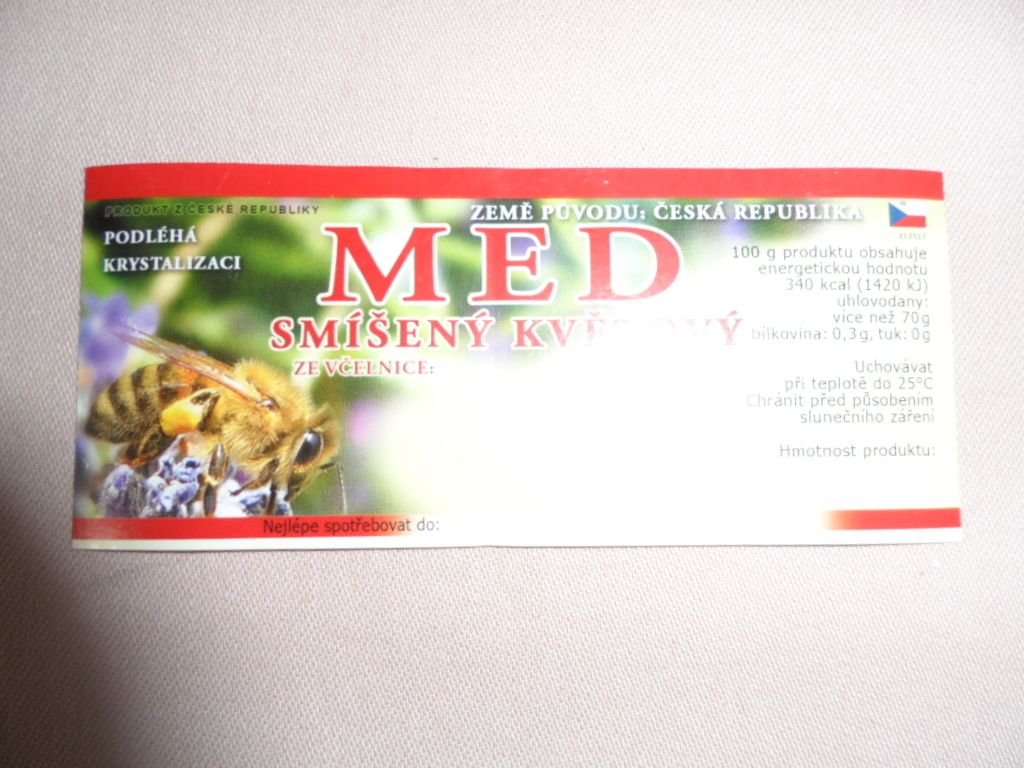 PRODUKT Z ČESKÉ REPUBLIKY
ZEMĚ PŮVODU: ČESKÁ REPUBLIKA
PODLÉHÁ
KRYSTALIZACI
MED
SMÍŠENÝ KVĚTOVÝ
ZE VČELNICE:
100 g produktu obsahuje
energetickou hodnotu
340 kcal (1420 kJ)
uhlovodany:
více než 70g
bílkovina: 0,3g, tuk: 0g
Uchovávat
při teplotě do 25°C
Chránit před působením
slunečního záření
Hmotnost produktu:
Nejlépe spotřebovat do: